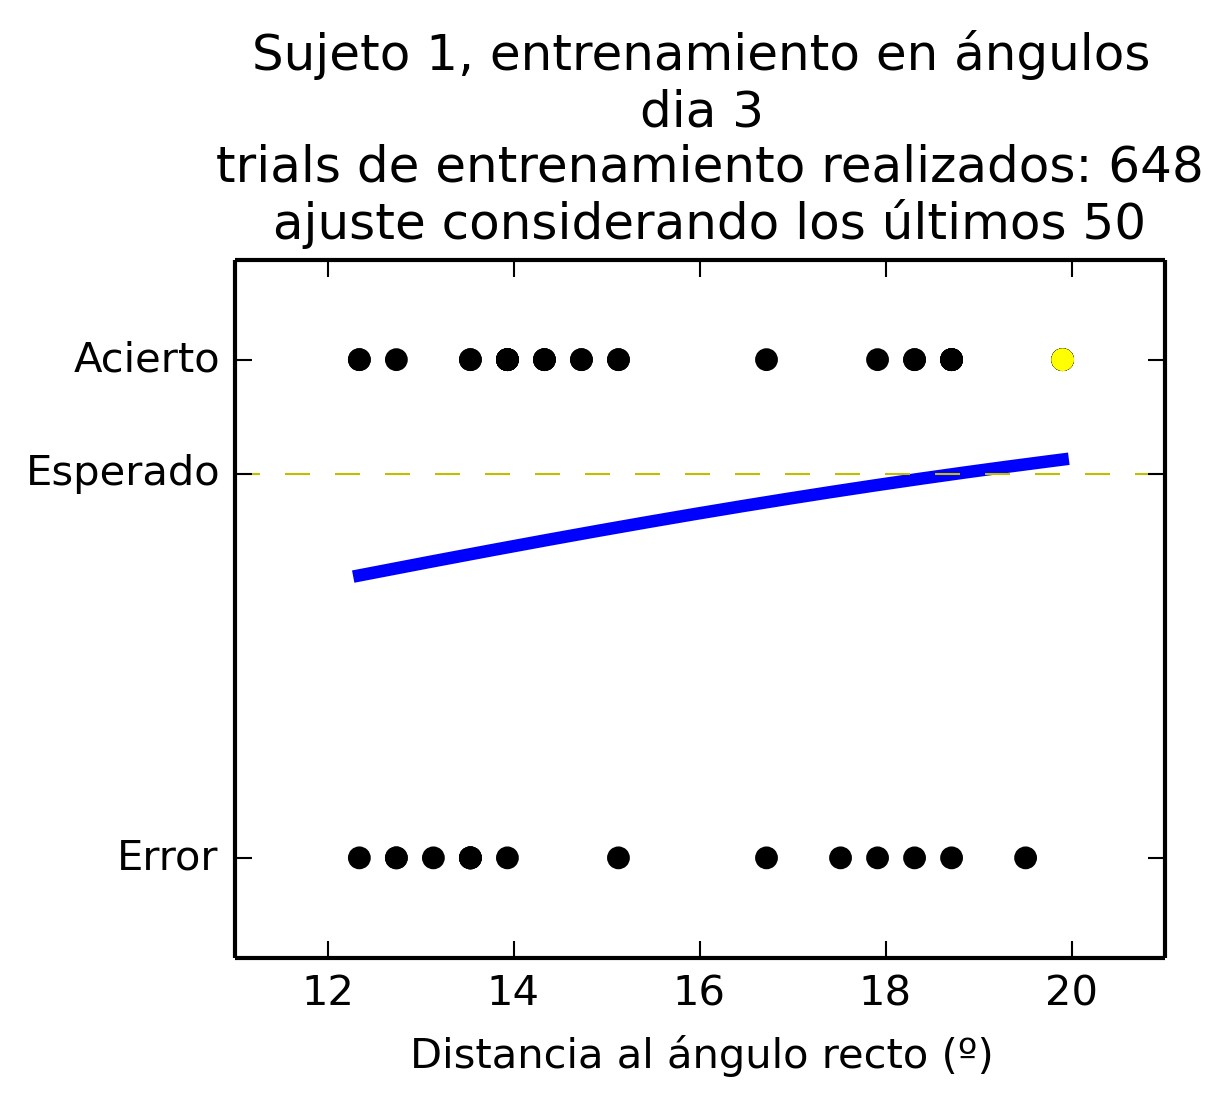 Sujeto 1, entrenamiento en ángulos
dia 3
trials de entrenamiento realizados: 648
ajuste considerando los últimos 50
Acierto
Esperado
Error
12 14 16 18 20
Distancia al ángulo recto (º)